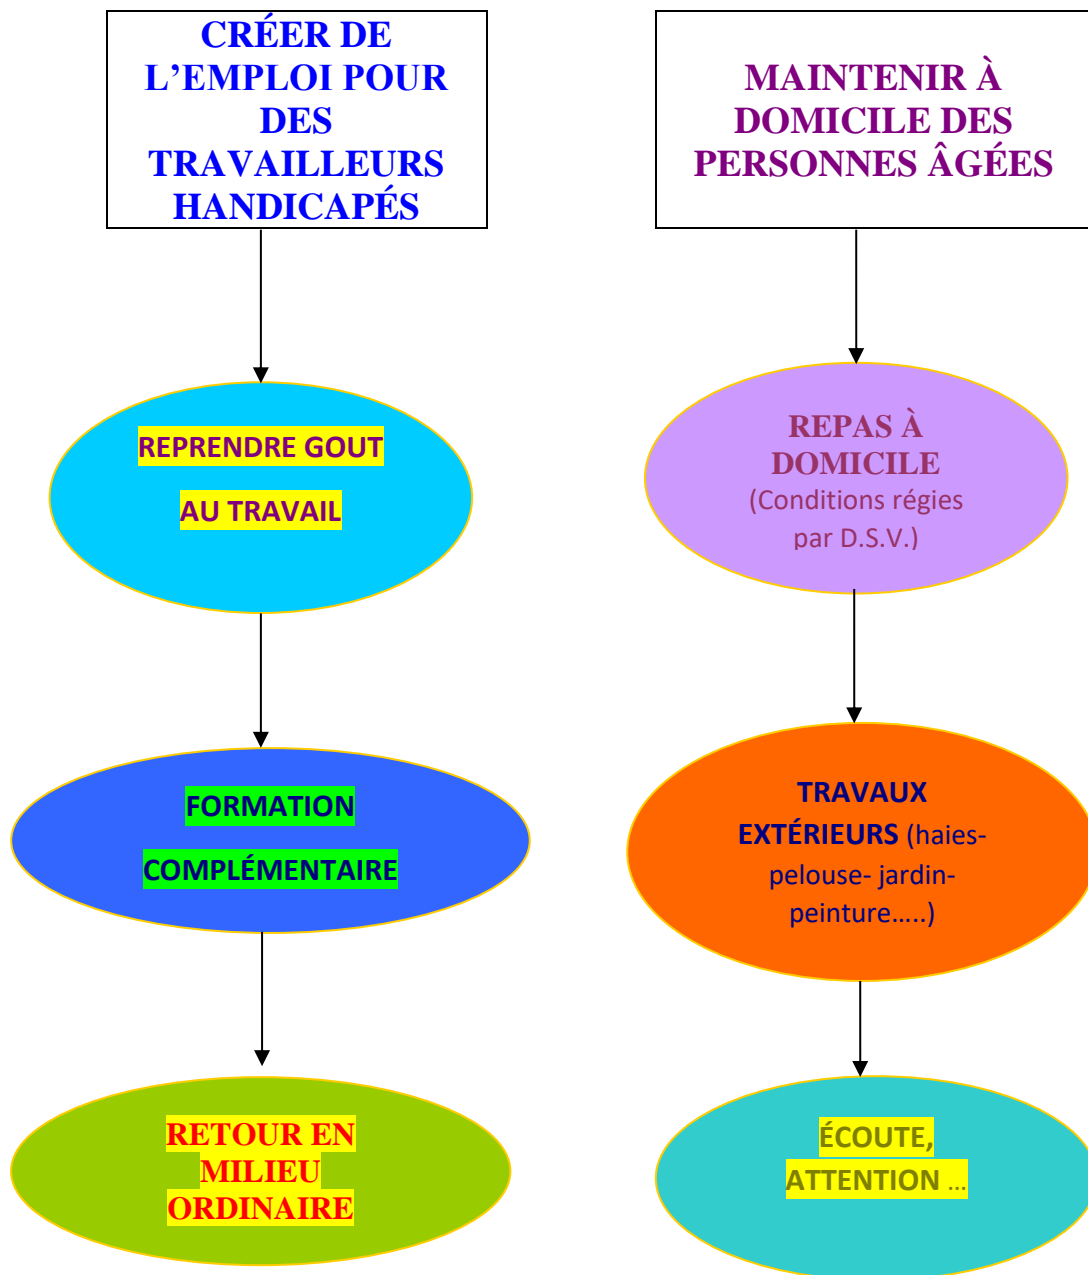 CRÉER DE
L’EMPLOI POUR
DES
TRAVAILLEURS
HANDICAPÉS
REPRENDRE GOUT
AU TRAVAIL
FORMATION
COMPLÉMENTAIRE
RETOUR EN
MILIEU
ORDINAIRE
MAINTENIR À
DOMICILE DES
PERSONNES ÂGÉES
REPAS À
DOMICILE
(Conditions régies
par D.S.V.)
TRAVAUX
EXTÉRIEURS (haies-
pelouse- jardin-
peinture…..)
ÉCOUTE,
ATTENTION …